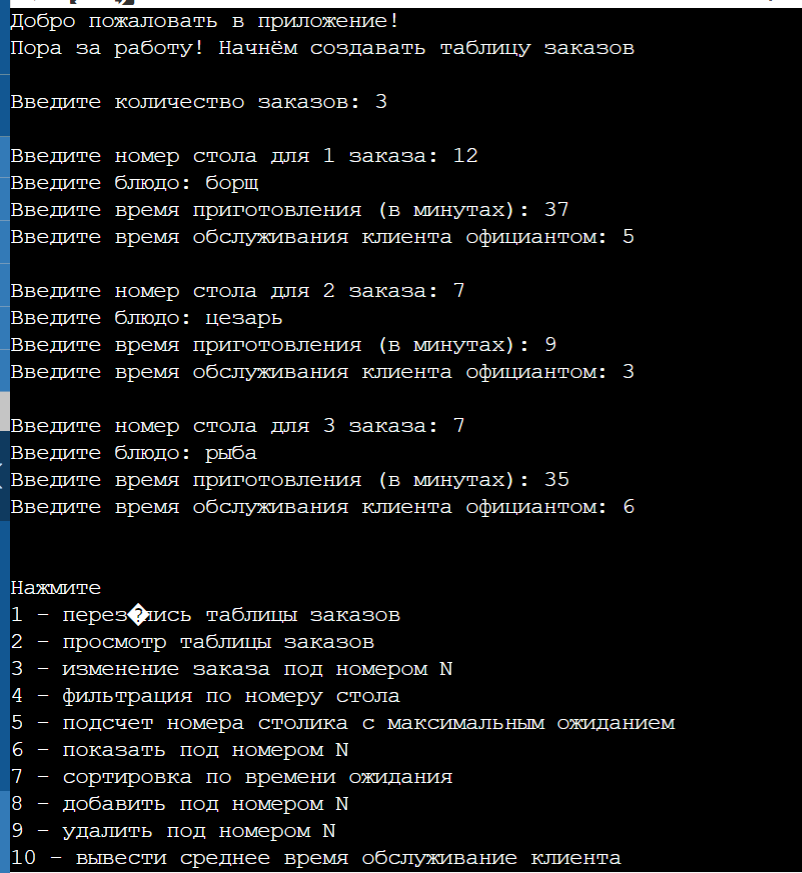 Добро пожаловать в приложение!
Пора за работу! Начнём создавать таблицу заказов
Введите количество заказов: 3
Введите номер стола для 1 заказа: 12
Введите блюдо: борщ
Введите время приготовления (в минутах): 37
Введите время обслуживания клиента официантом: 5
Введите номер стола для 2 заказа: 7
Введите блюдо: цезарь
Введите время приготовления (в минутах): 9
Введите время обслуживания клиента официантом: 3
Введите номер стола для 3 заказа: 7
Введите блюдо: рыба
Введите время приготовления (в минутах): 35
Введите время обслуживания клиента официантом: 6
Нажмите
1 - перез�пись таблицы заказов
2 - просмотр таблицы заказов
3 - изменение заказа под номером N
4 - фильтрация по номеру стола
5 - подсчет номера столика с максимальным ожиданием
6 - показать под номером N
7 - сортировка по времени ожидания
8 - добавить под номером N
9 - удалить под номером N
10 - вывести среднее время обслуживание клиента